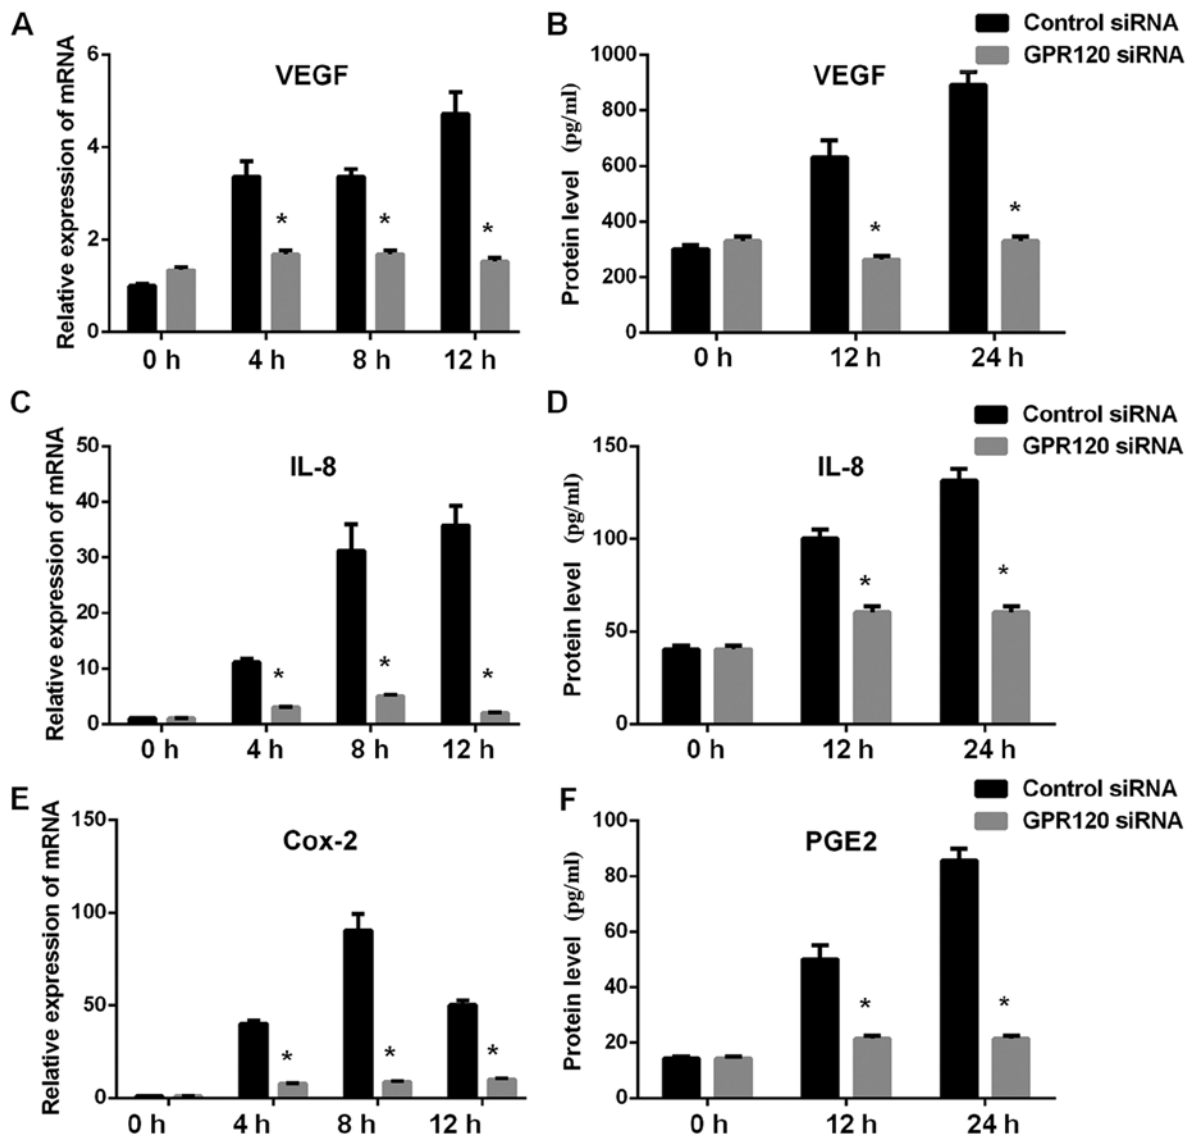 A
Relative expression of mRNA
VEGF
6
4
2
0
*
*
*
0 h
4 h
8 h
12 h
B
Control siRNA
GPR120 siRNA
Protein level (pg/ml)
VEGF
1000
800
600
400
200
0
*
*
0 h
12 h
24 h
C
Relative expression of mRNA
IL-8
50
40
30
20
10
0
*
*
*
0 h
4 h
8 h
12 h
D
Control siRNA
GPR120 siRNA
Protein level (pg/ml)
IL-8
150
100
50
0
*
*
0 h
12 h
24 h
E
Relative expression of mRNA
Cox-2
150
100
50
0
*
*
*
0 h
4 h
8 h
12 h
F
Control siRNA
GPR120 siRNA
Protein level (pg/ml)
PGE2
100
80
60
40
20
0
*
*
0 h
12 h
24 h